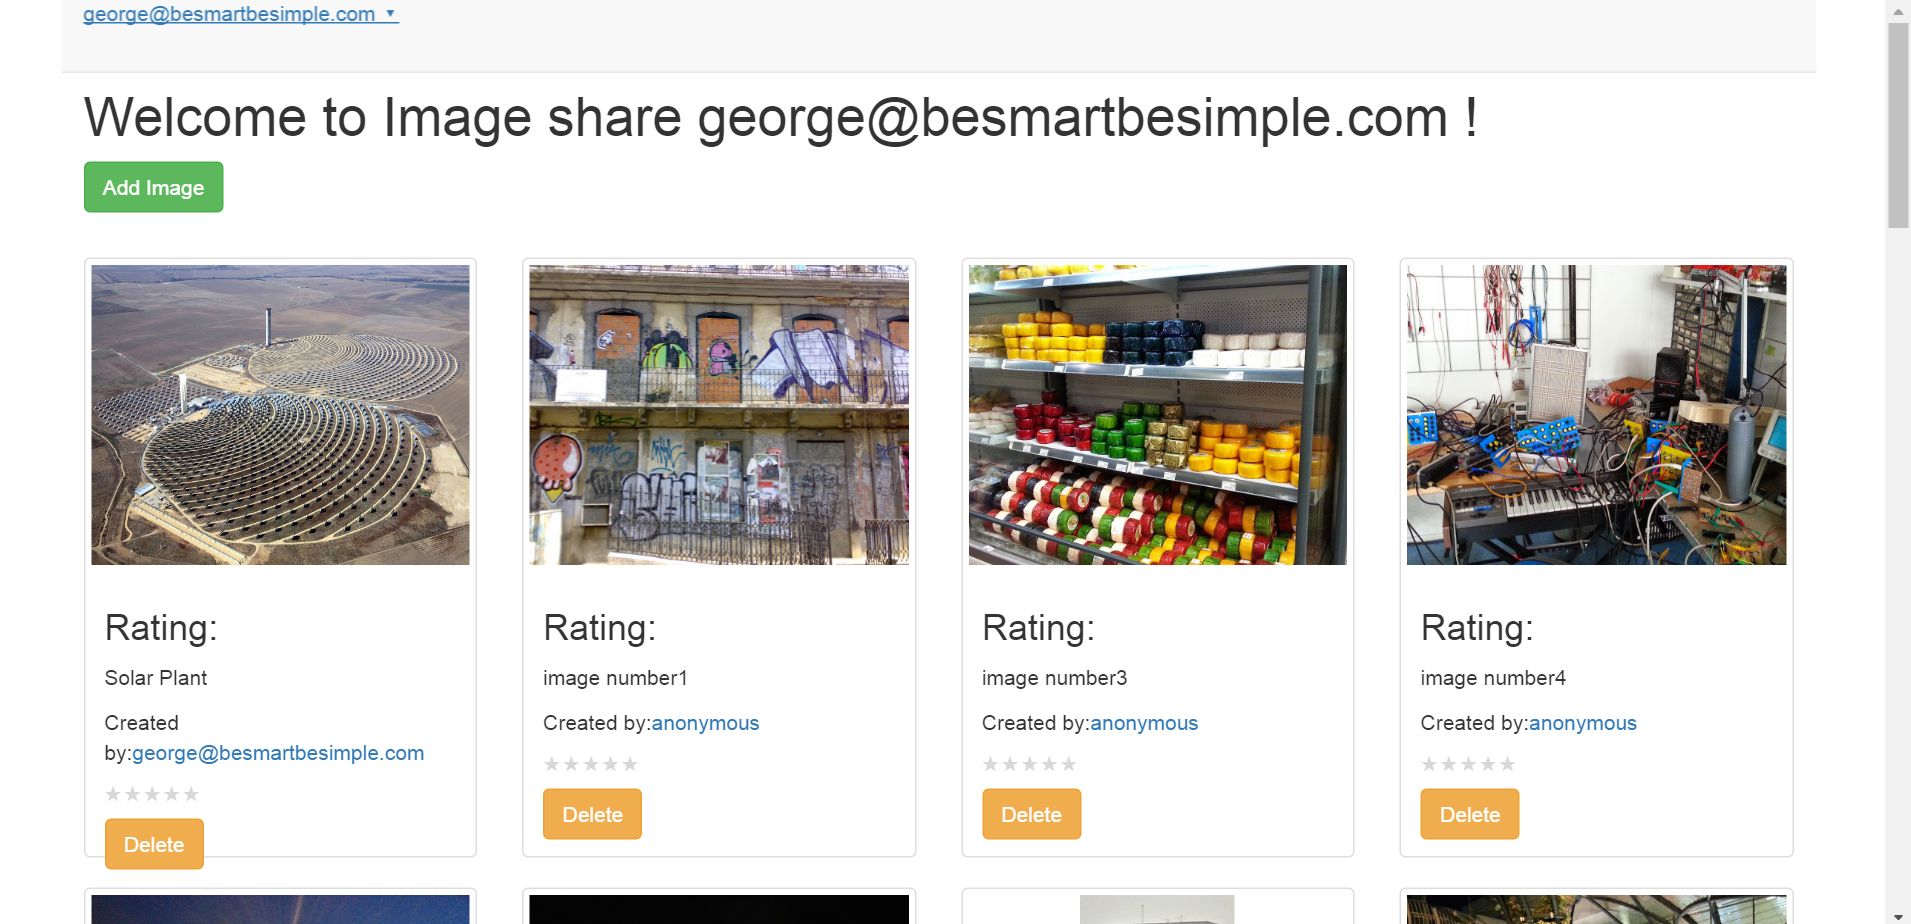 george@besmartbesimple.com ▼
Welcome to Image share george@besmartbesimple.com !
Add Image
Rating:
Solar Plant
Created
by:george@besmartbesimple.com
★★★★★
Delete
Rating:
image number1
Created by:anonymous
★★★★★
Delete
Rating:
image number3
Created by:anonymous
★★★★★
Delete
Rating:
image number4
Created by:anonymous
★★★★★
Delete